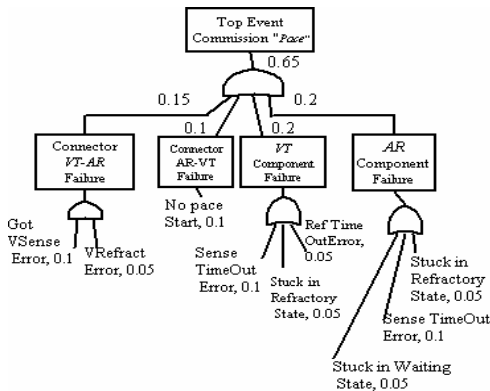 Top Event
Commission "Pace"
0.65
0.15
0.1
0.2
0.2
Connector
VT-AR
Failure
Connector
AR-VT
Failure
VT
Component
Failure
AR
Component
Failure
Got
VSense
Error, 0.1
VRefract
Error, 0.05
No pace
Start, 0.1
Sense
TimeOut
Error, 0.1
Stuck in
Refractory
State, 0.05
Ref Time
OutError,
0.05
Stuck in Waiting
State, 0.05
Sense TimeOut
Error, 0.1
Stuck in
Refractory
State, 0.05